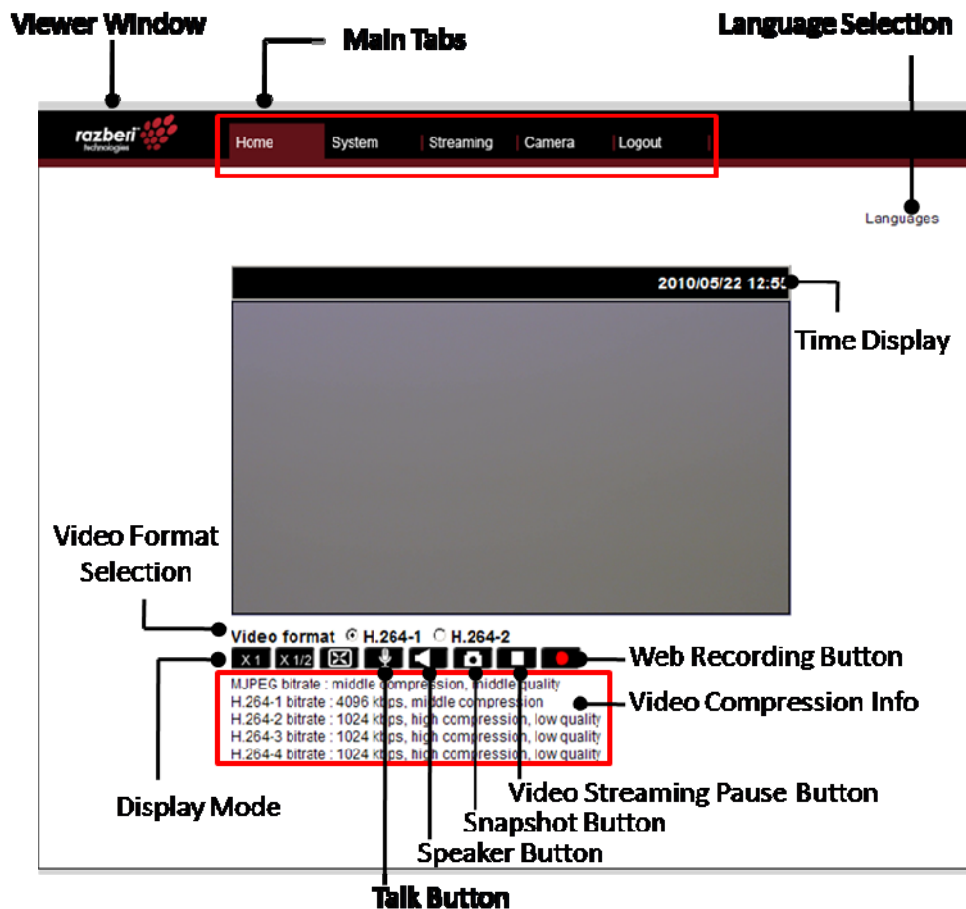 Viewer Window
Main Tabs
Language Selection
razberi
technologies
Home System Streaming Camera Logout
Languages
2010/05/22 12:55
Time Display
Video Format
Selection
Video format H.264-1 H.264-2
X 1 X 1/2
Web Recording Button
MJPEG bitrate : middle compression, middle quality
H.264-1 bitrate : 4096 kbps, middle compression
Video Compression Info
H.264-2 bitrate : 1024 kbps, high compression, low quality
H.264-3 bitrate : 1024 kbps, high compression, low quality
H.264-4 bitrate : 1024 kbps, high compression, low quality
Display Mode
Video Streaming Pause Button
Snapshot Button
Speaker Button
Talk Button